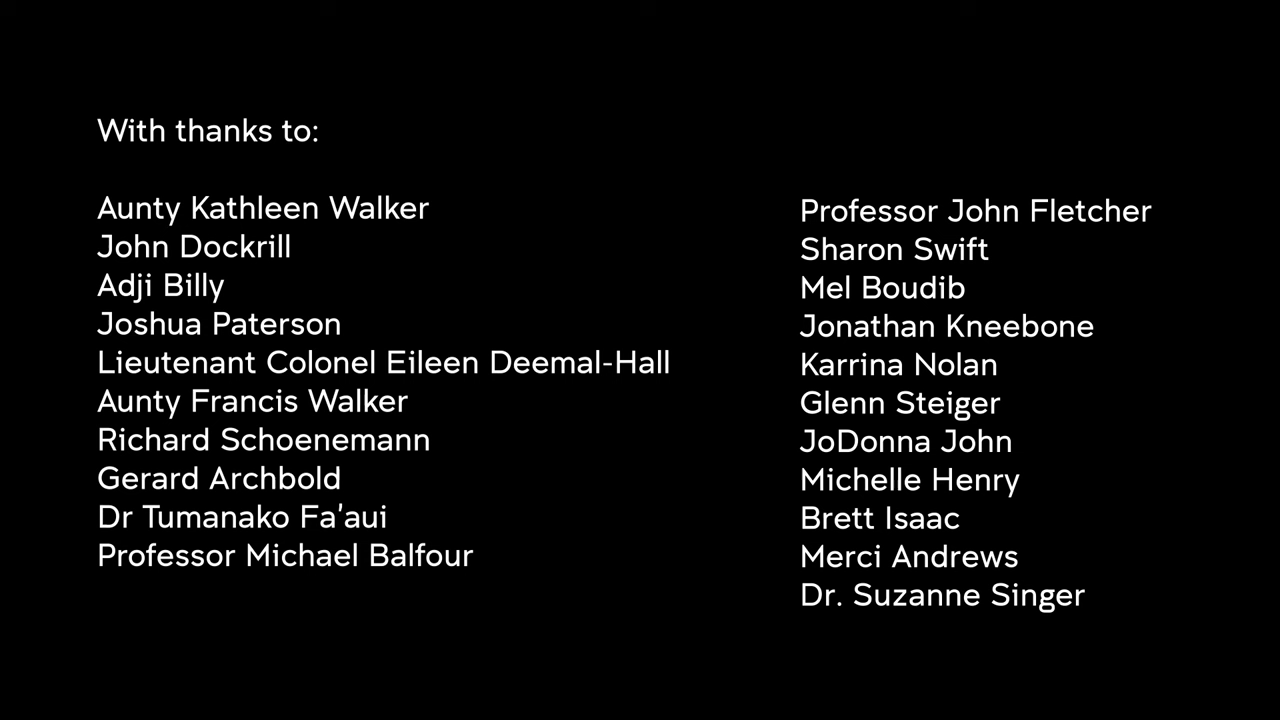 With thanks to:
Aunty Kathleen Walker
John Dockrill
Adji Billy
Joshua Paterson
Lieutenant Colonel Eileen Deemal-Hall
Aunty Francis Walker
Richard Schoenemann
Gerard Archbold
Dr Tumanako Fa'aui
Professor Michael Balfour
Professor John Fletcher
Sharon Swift
Mel Boudib
Jonathan Kneebone
Karrina Nolan
Glenn Steiger
JoDonna John
Michelle Henry
Brett Isaac
Merci Andrews
Dr. Suzanne Singer